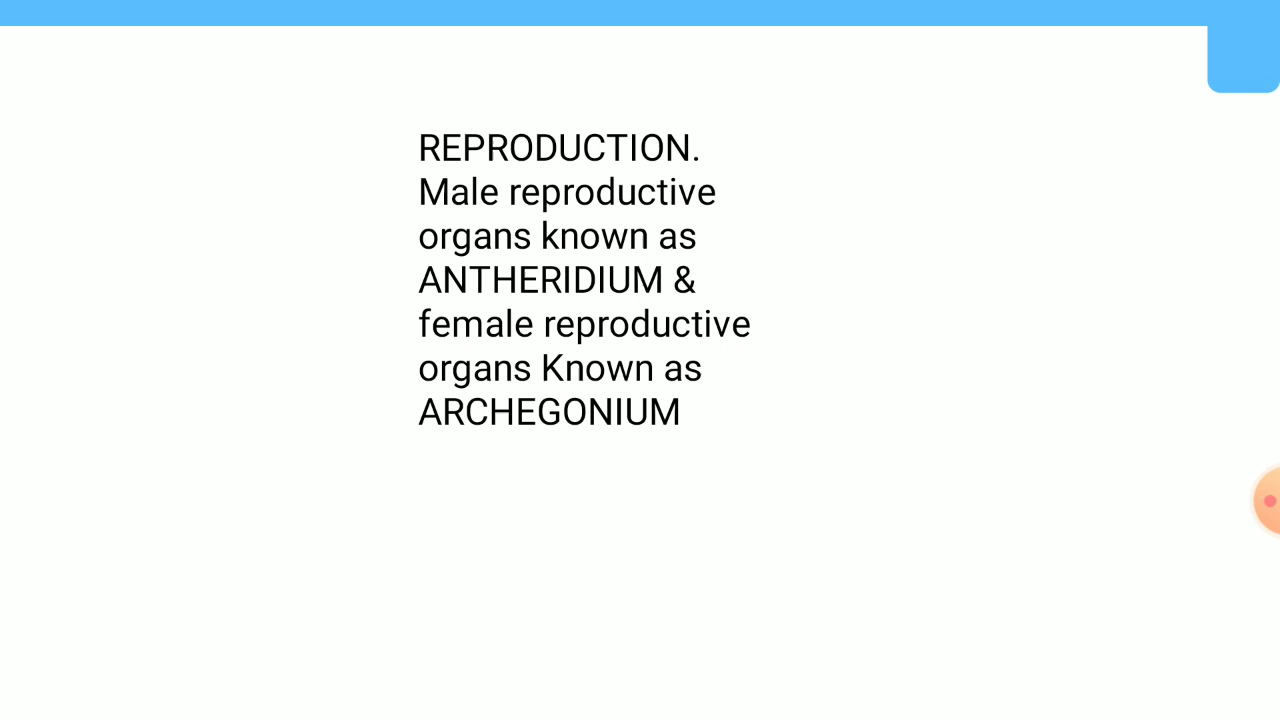 REPRODUCTION.
Male reproductive
organs known as
ANTHERIDIUM &
female reproductive
organs Known as
ARCHEGONIUM